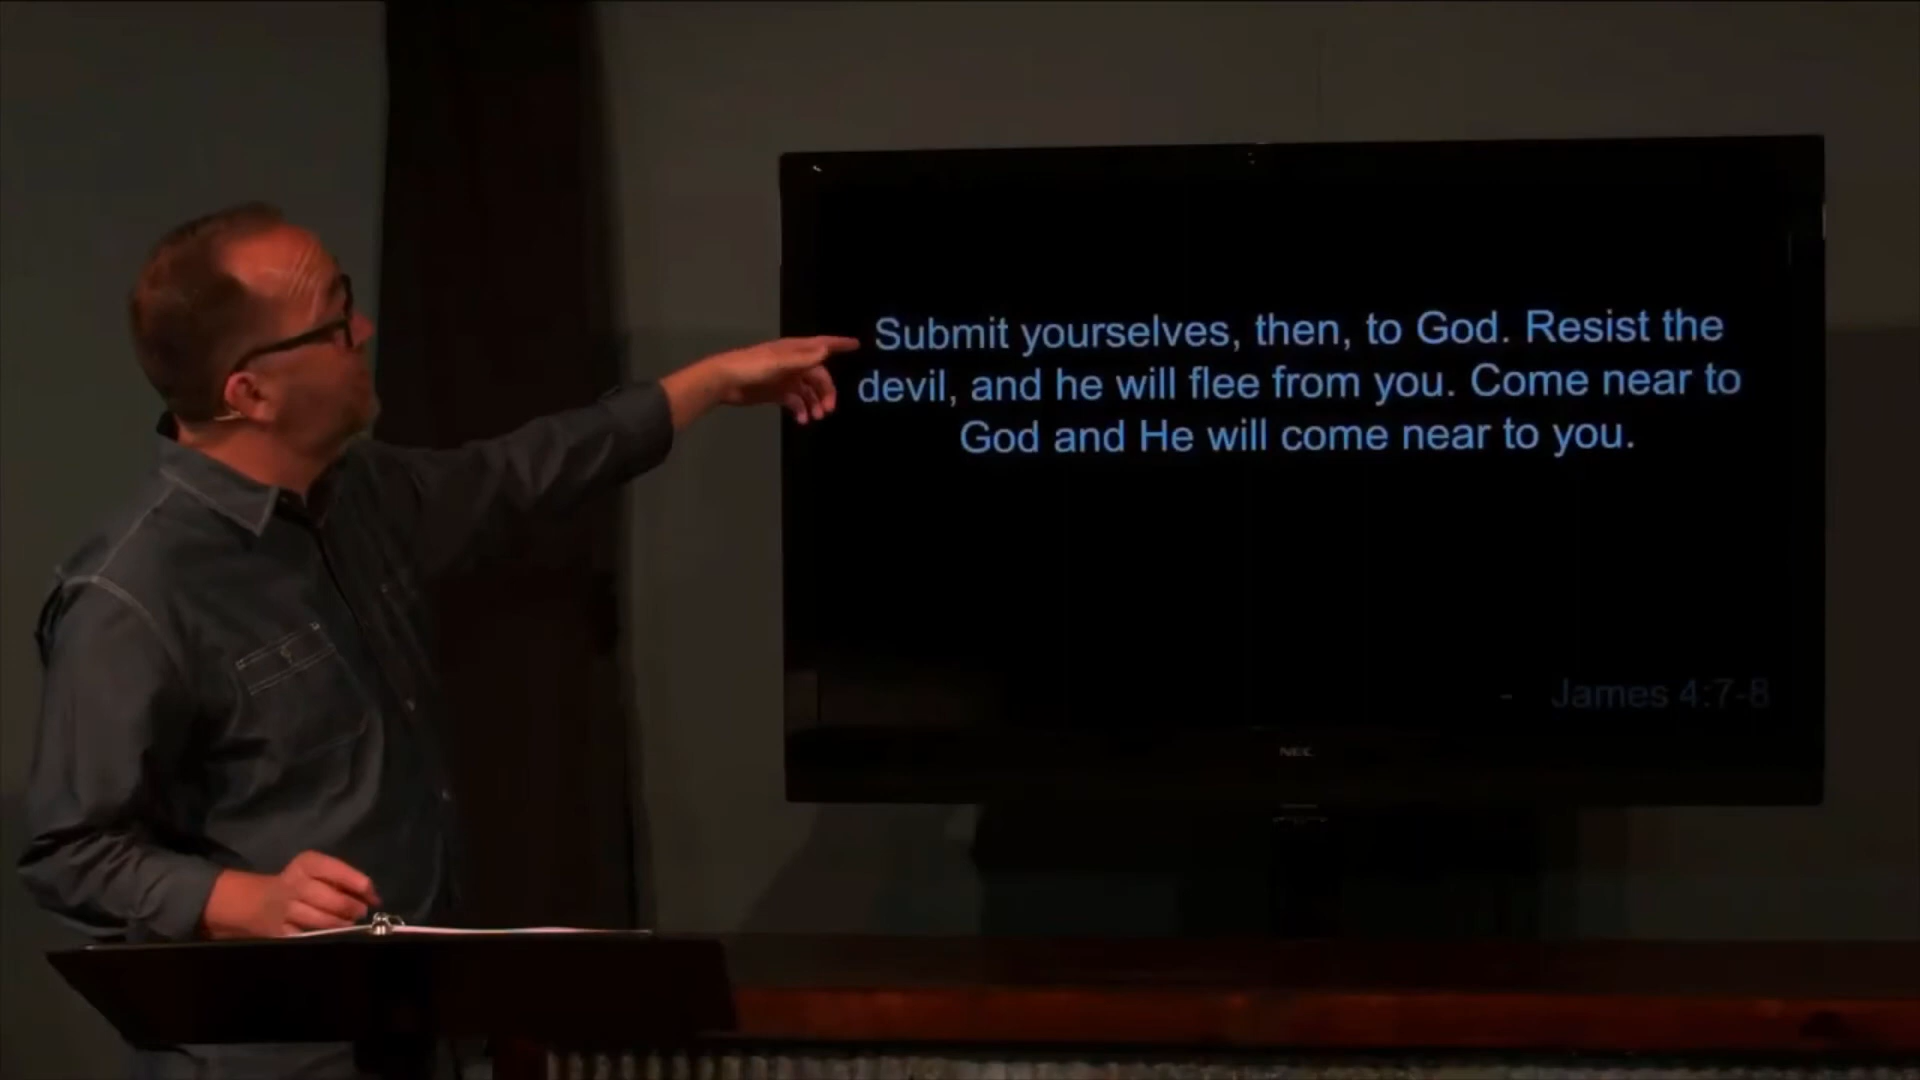 Submit yourselves, then, to God. Resist the
devil, and he will flee from you. Come near to
God and He will come near to you.
- James 4:7-8
NEC